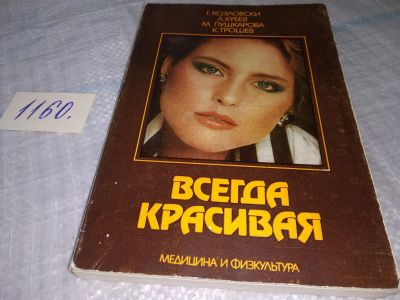 Г. КОЗЛОВСКИ
Л. ХУБЕВ
М. ПУШКАРОВА
К. ТРОШЕВ
1160.
ВСЕГДА
КРАСИВАЯ
МЕДИЦИНА И ФИЗКУЛЬТУРА